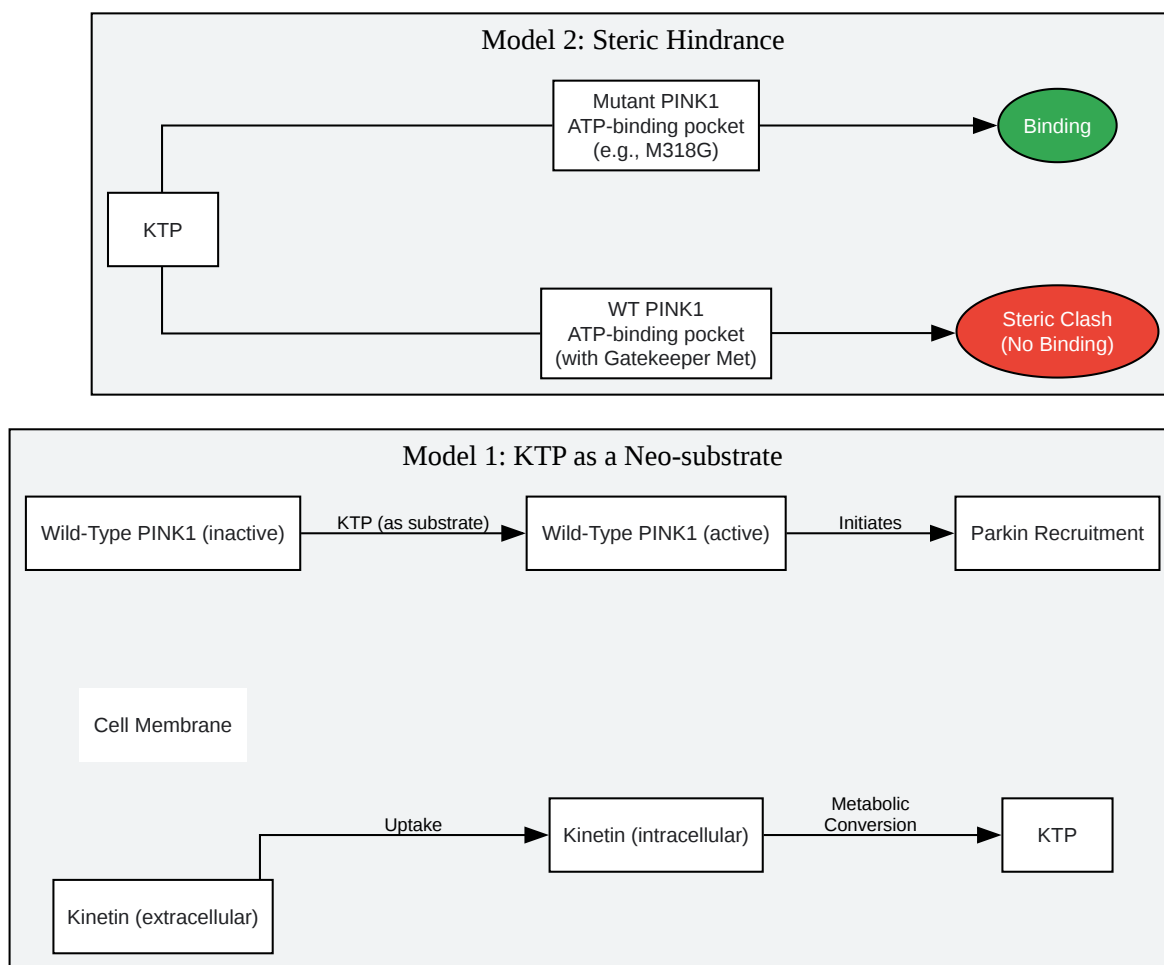 Model 2: Steric Hindrance
Mutant PINK1
ATP-binding pocket
(e.g., M318G)
Binding
KTP
WT PINK1
ATP-binding pocket
(with Gatekeeper Met)
Steric Clash
(No Binding)
Model 1: KTP as a Neo-substrate
Wild-Type PINK1 (inactive)
KTP (as substrate)
Wild-Type PINK1 (active)
Initiates
Parkin Recruitment
Cell Membrane
Kinetin (extracellular)
Uptake
Kinetin (intracellular)
Metabolic
Conversion
KTP